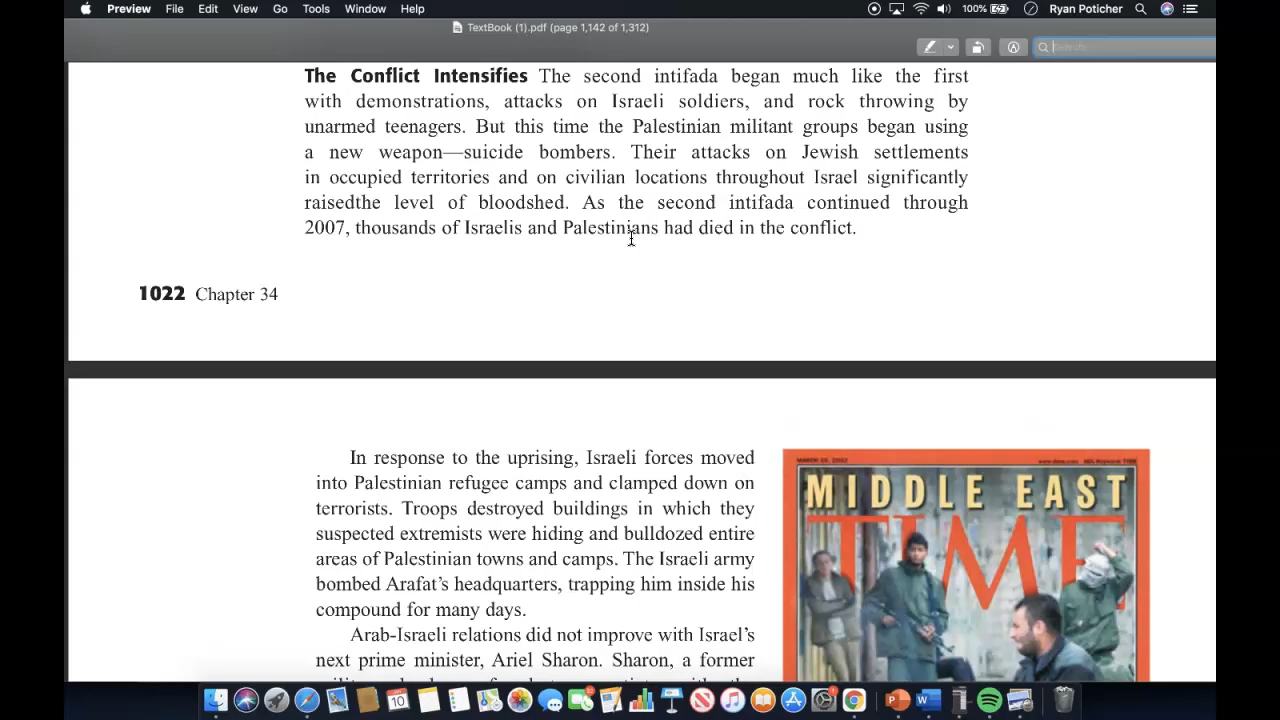 Preview File Edit View Go Tools Window Help 100% Ryan Poticher
TextBook (1).pdf (page 1,142 of 1,312)
Search
The Conflict Intensifies The second intifada began much like the first
with demonstrations, attacks on Israeli soldiers, and rock throwing by
unarmed teenagers. But this time the Palestinian militant groups began using
a new weapon—suicide bombers. Their attacks on Jewish settlements
in occupied territories and on civilian locations throughout Israel significantly
raisedthe level of bloodshed. As the second intifada continued through
2007, thousands of Israelis and Palestinians had died in the conflict.
1022 Chapter 34
In response to the uprising, Israeli forces moved
into Palestinian refugee camps and clamped down on
terrorists. Troops destroyed buildings in which they
suspected extremists were hiding and bulldozed entire
areas of Palestinian towns and camps. The Israeli army
bombed Arafat's headquarters, trapping him inside his
compound for many days.
Arab-Israeli relations did not improve with Israel's
next prime minister, Ariel Sharon. Sharon, a former
MIDDLE EAST
TIME
10